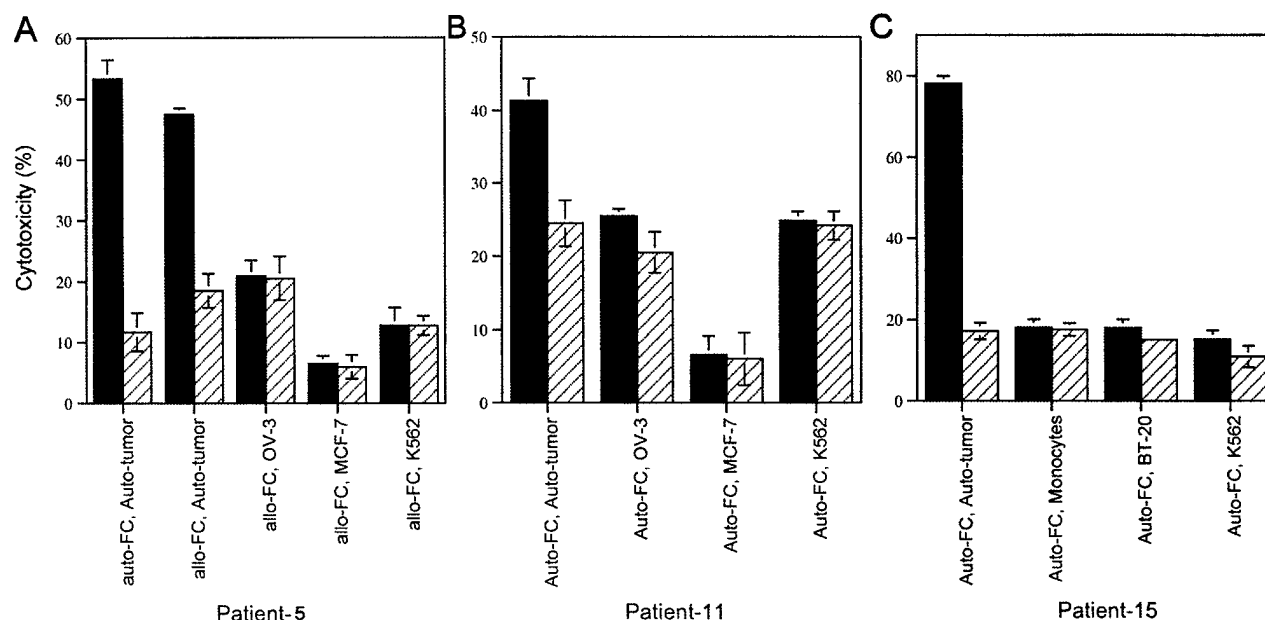 A
B
C
Cytotoxicity (%)
60
50
40
30
20
10
0
auto-FC, Auto-tumor
allo-FC, Auto-tumor
allo-FC, OV-3
allo-FC, MCF-7
allo-FC, K562
Patient-5
50
40
30
20
10
0
Auto-FC, Auto-tumor
Auto-FC, OV-3
Auto-FC, MCF-7
Auto-FC, K562
Patient-11
80
60
40
20
0
Auto-FC, Auto-tumor
Auto-FC, Monocytes
Auto-FC, BT-20
Auto-FC, K562
Patient-15